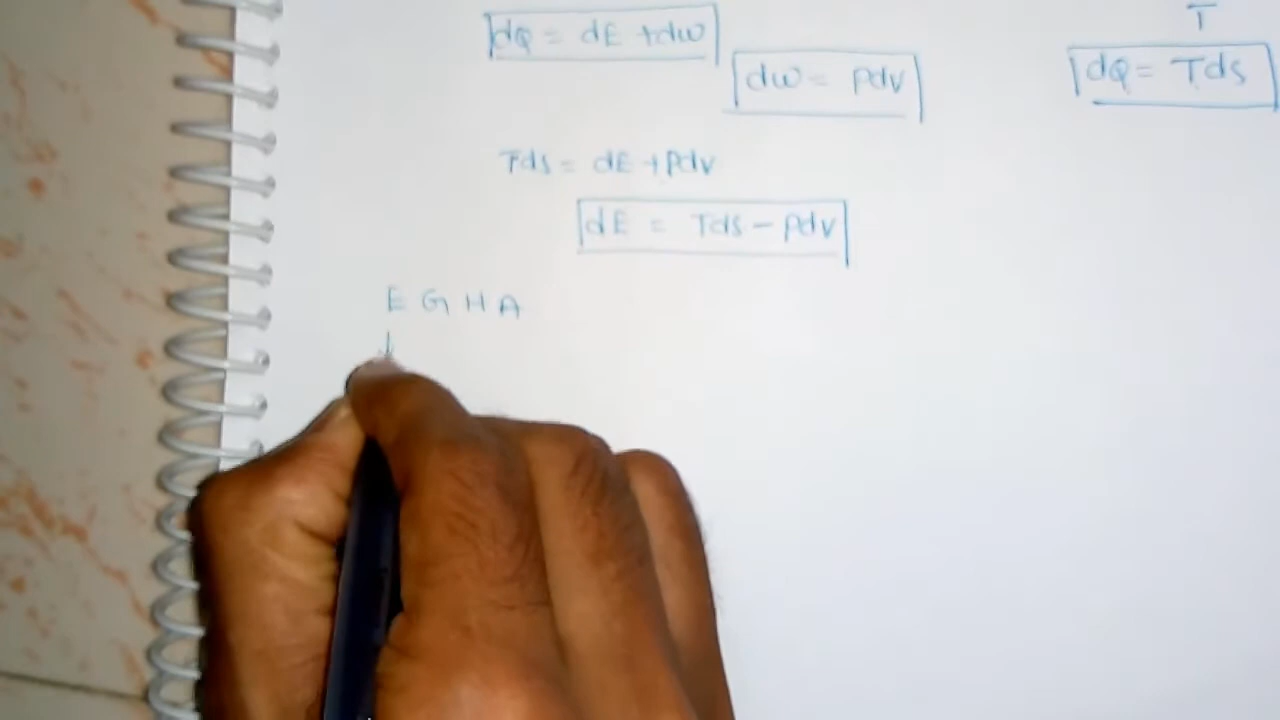 T
dQ = dE + dw
dw = Pdv
dQ = Tds
Tds = dE + Pdv
dE = Tds - Pdv
E G H A